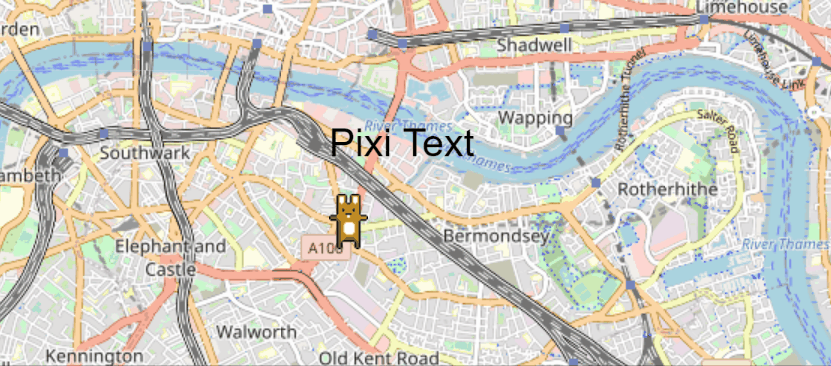 Limehouse
rden
Shadwell
Limehouse Link
Rotherhithe Tunnel
Wapping
Salter Road
River Thames
Pixi Text
Thames
Southwark
ambeth
Rotherhithe
Bermondsey
River Thames
Elephant and
Castle
A100
Walworth
Kennington
Old Kent Road